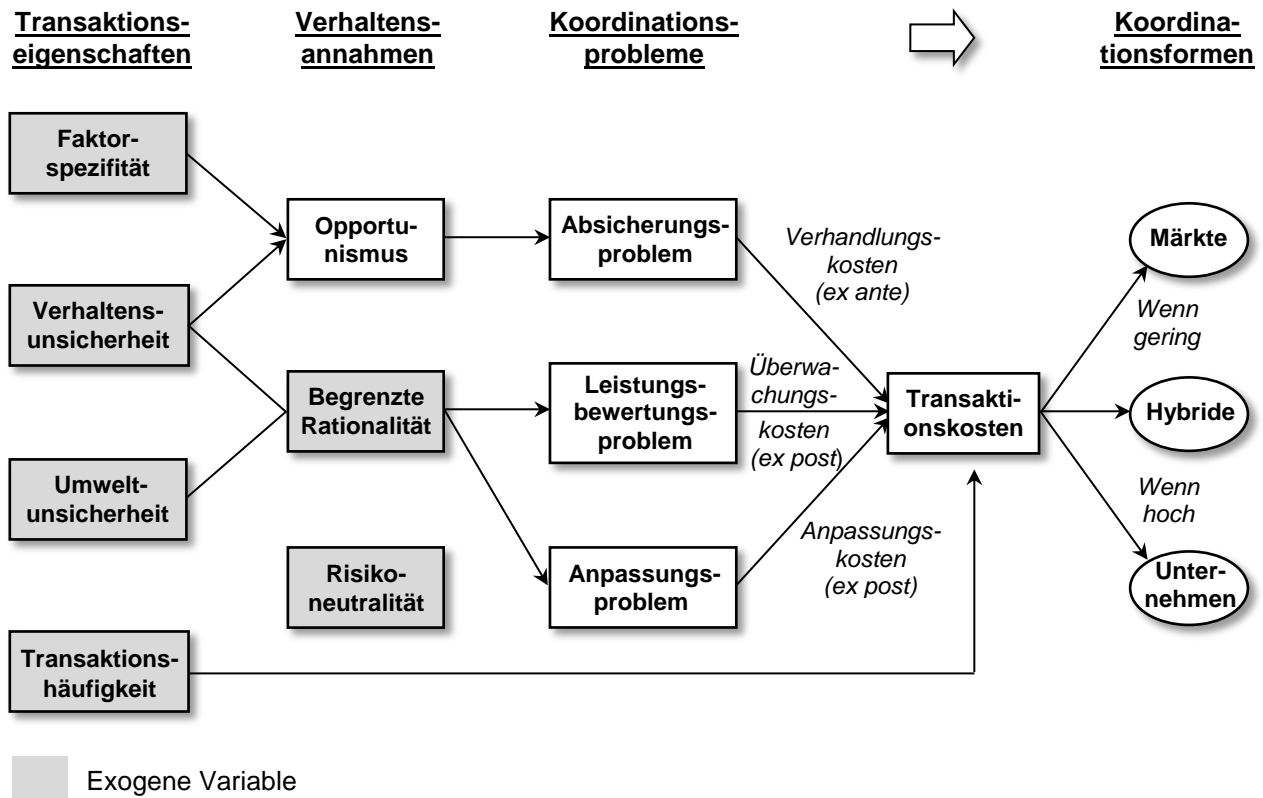 Transaktions-
eigenschaften
Verhaltens-
annahmen
Koordinations-
probleme
Koordina-
tionsformen
Faktor-
spezifität
Verhaltens-
unsicherheit
Umwelt-
unsicherheit
Transaktions-
häufigkeit
Opportu-
nismus
Begrenzte
Rationalität
Risiko-
neutralität
Absicherungs-
problem
Leistungs-
bewertungs-
problem
Anpassungs-
problem
Verhandlungs-
kosten
(ex ante)
Überwa-
chungs-
kosten
(ex post)
Anpassungs-
kosten
(ex post)
Transakti-
onskosten
Wenn
gering
Wenn
hoch
Märkte
Hybride
Unter-
nehmen
Exogene Variable